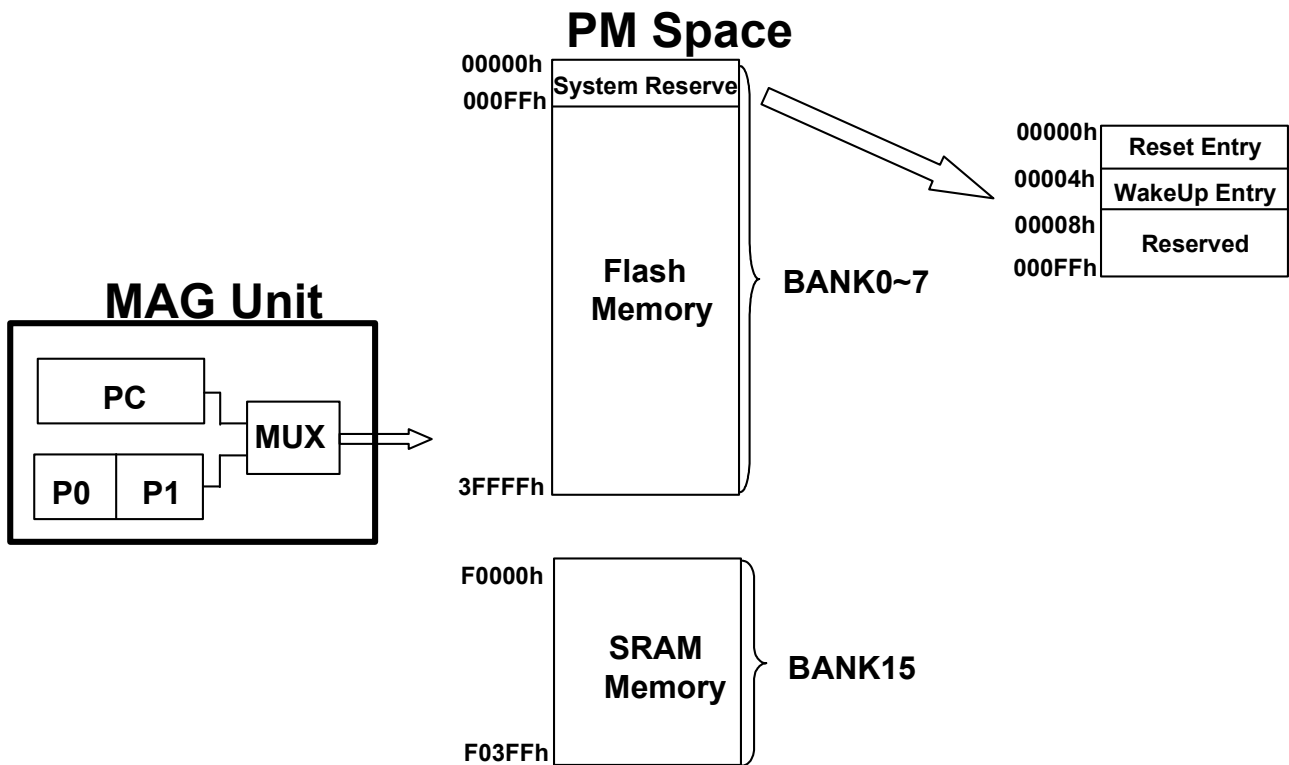 PM Space
00000h
System Reserve
000FFh
Flash
Memory
3FFFFh
BANK0~7
00000h
Reset Entry
00004h
WakeUp Entry
00008h
Reserved
000FFh
MAG Unit
PC
MUX
P0
P1
F0000h
SRAM
Memory
F03FFh
BANK15